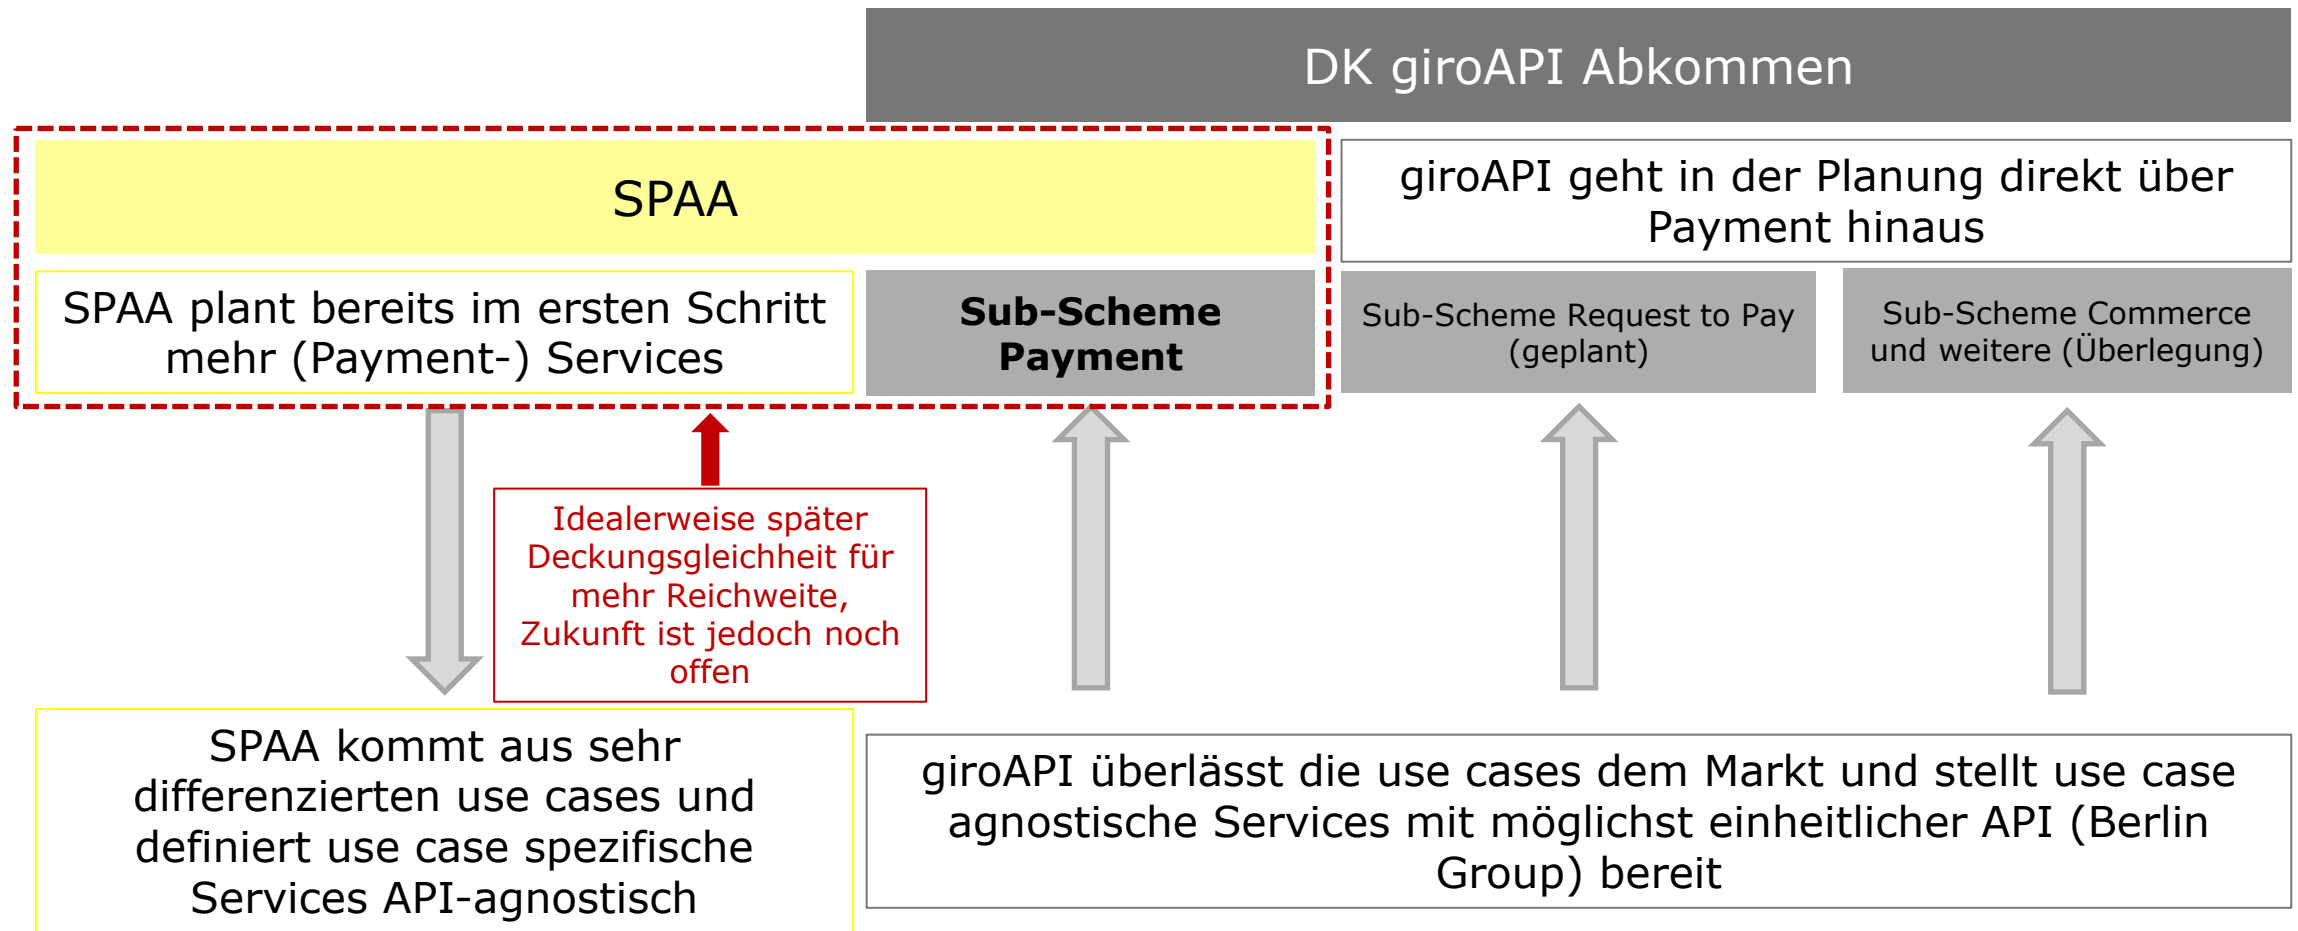 DK giroAPI Abkommen
SPAA
giroAPI geht in der Planung direkt über
Payment hinaus
SPAA plant bereits im ersten Schritt
mehr (Payment-) Services
Sub-Scheme
Payment
Sub-Scheme Request to Pay
(geplant)
Sub-Scheme Commerce
und weitere (Überlegung)
Idealerweise später
Deckungsgleichheit für
mehr Reichweite,
Zukunft ist jedoch noch
offen
SPAA kommt aus sehr
differenzierten use cases und
definiert use case spezifische
Services API-agnostisch
giroAPI überlässt die use cases dem Markt und stellt use case
agnostische Services mit möglichst einheitlicher API (Berlin
Group) bereit